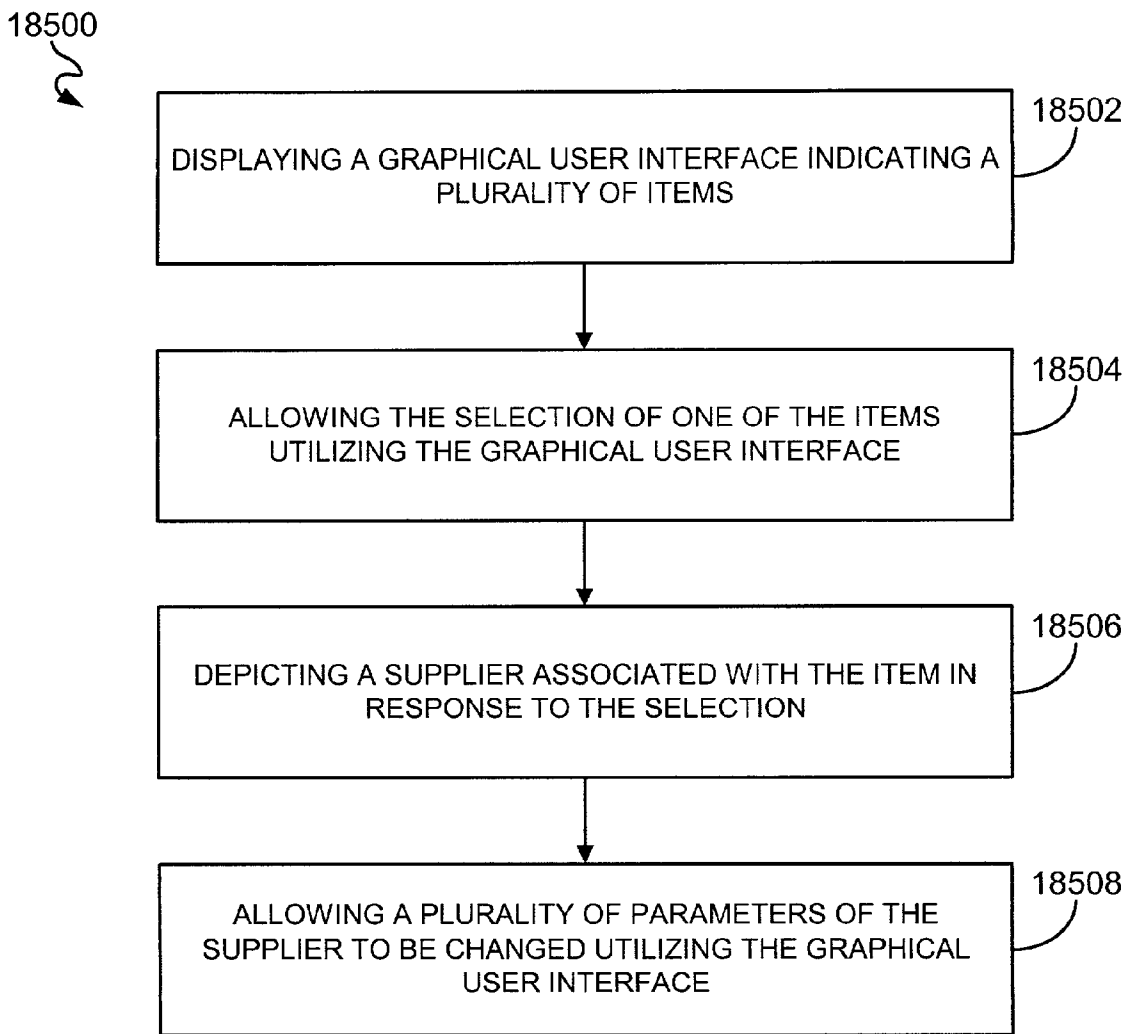 18500
18502
DISPLAYING A GRAPHICAL USER INTERFACE INDICATING A
PLURALITY OF ITEMS
18504
ALLOWING THE SELECTION OF ONE OF THE ITEMS
UTILIZING THE GRAPHICAL USER INTERFACE
18506
DEPICTING A SUPPLIER ASSOCIATED WITH THE ITEM IN
RESPONSE TO THE SELECTION
18508
ALLOWING A PLURALITY OF PARAMETERS OF THE
SUPPLIER TO BE CHANGED UTILIZING THE GRAPHICAL
USER INTERFACE